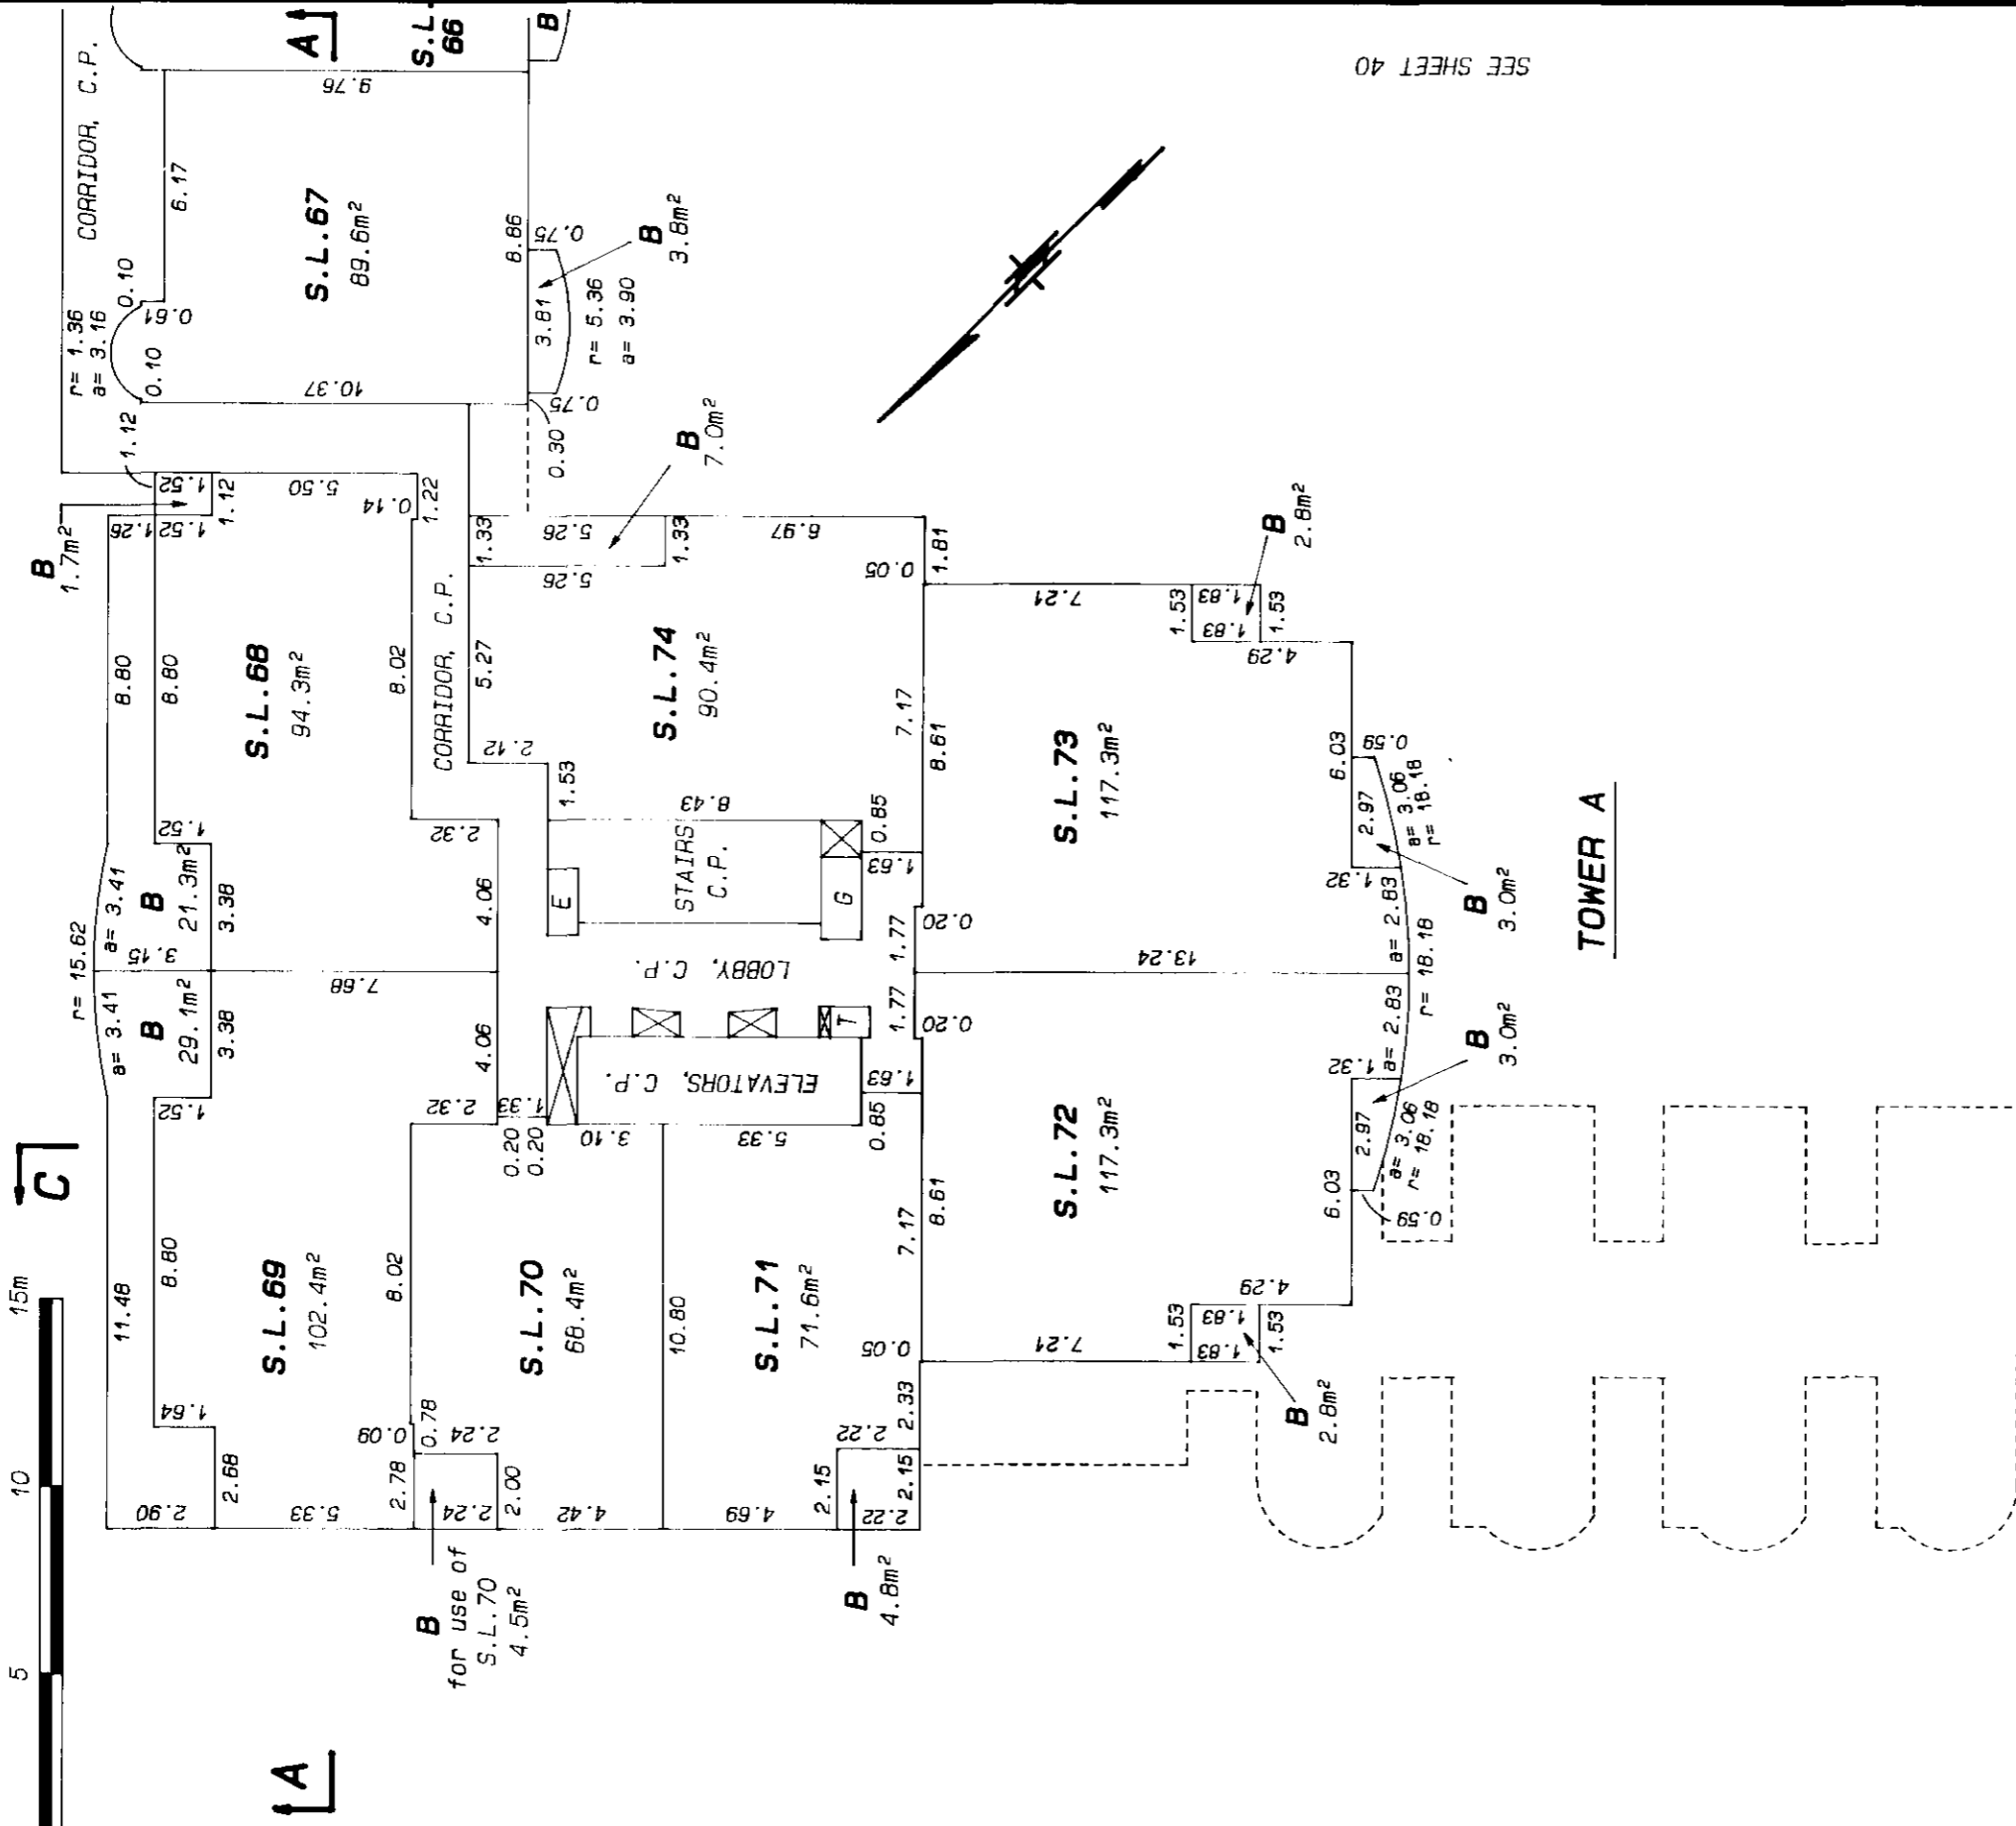 SEE SHEET 40
A
S.L.
66
B
CORRIDOR, C.P.
9.76
6.17
S.L.67
89.6m²
r= 1.36
a= 3.16
0.10
0.10
0.61
10.37
8.86
0.75
3.81
0.75
r= 5.36
a= 3.90
B
3.8m²
0.30
B
7.0m²
1.12
1.52
1.12
5.50
0.14
1.22
B
1.7m²
1.26
1.52
8.80
8.80
S.L.68
94.3m²
8.02
CORRIDOR, C.P.
1.33
5.26
5.26
1.33
6.97
5.27
2.12
1.53
S.L.74
90.4m²
0.05
1.81
7.17
8.61
7.21
1.53
1.83
1.83
1.53
B
2.8m²
4.29
S.L.73
117.3m²
6.03
0.59
2.97
a= 3.06
r= 18.18
1.32
B
3.0m²
TOWER A
r= 15.62
a= 3.41
1.52
B
21.3m²
3.38
3.15
2.32
4.06
8.43
STAIRS
C.P.
E
G
0.85
1.63
0.20
1.77
LOBBY, C.P.
13.24
a= 2.83
r= 18.18
a= 3.41
B
29.1m²
3.38
7.68
4.06
1.52
2.32
1.33
0.20
0.20
ELEVATORS, C.P.
T
3.10
5.33
1.63
0.85
1.77
0.20
a= 2.83
1.32
B
3.0m²
2.97
a= 3.06
r= 18.18
0.59
6.03
S.L.72
117.3m²
8.61
7.17
C
11.48
8.80
S.L.69
102.4m²
8.02
S.L.70
68.4m²
10.80
S.L.71
71.6m²
0.05
7.21
1.53
1.83
1.83
1.53
4.29
B
2.8m²
1.64
2.68
2.90
5.33
0.09
0.78
2.78
2.24
2.24
2.00
4.42
4.69
2.15
2.22
2.22
2.15
2.33
B
for use of
S.L.70
4.5m²
B
4.8m²
15m
10
5
A